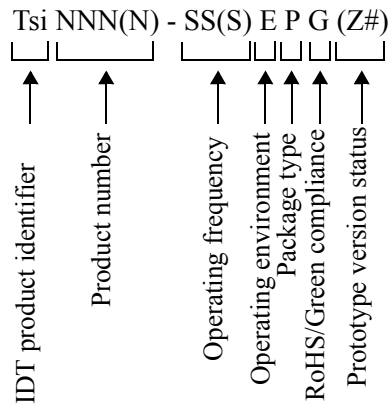 Tsi NNN(N) - SS(S) E P G (Z#)
IDT product identifier
Product number
Operating frequency
Operating environment
Package type
RoHS/Green compliance
Prototype version status